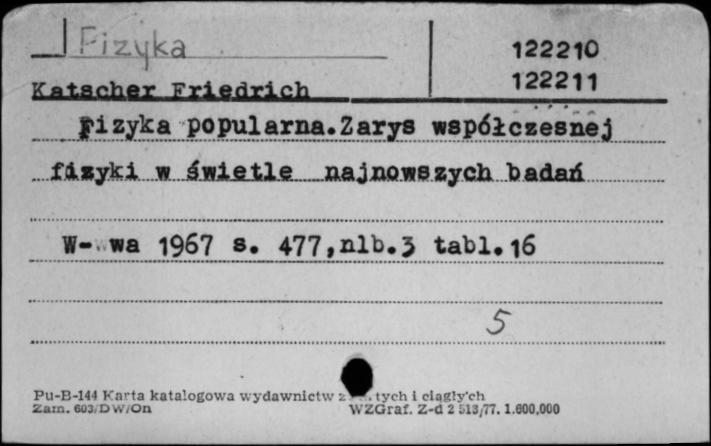 Fizyka
122210
122211
Katscher Friedrich
Fizyka popularna.Zarys współczesnej
fizyki w świetle najnowszych badań
W-wa 1967 s. 477,nlb.3 tabl.16
5
Pu-B-144 Karta katalogowa wydawnictw tych i ciągłych
Zam. 603/DW/On WZGraf. Z-d 2 513/77. 1.600,000